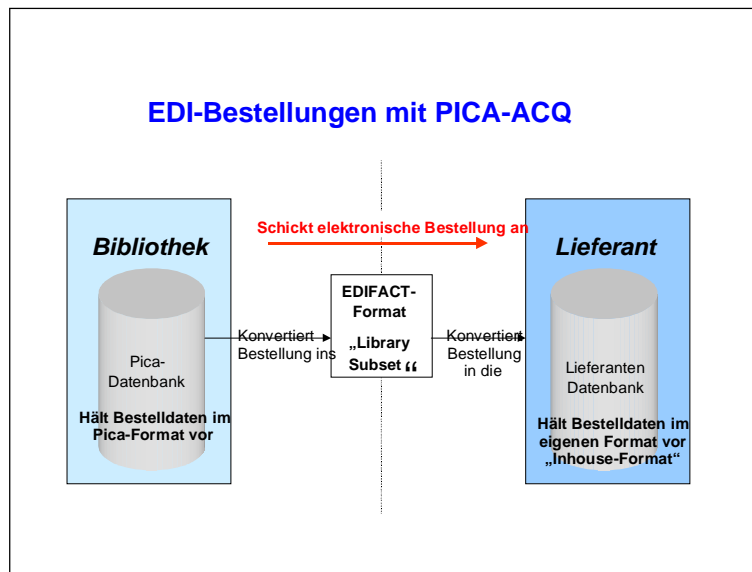 EDI-Bestellungen mit PICA-ACQ
Schickt elektronische Bestellung an
Bibliothek
Pica-
Datenbank
Hält Bestelldaten im
Pica-Format vor
Konvertiert
Bestellung ins
EDIFACT-
Format
„Library
Subset“
Konvertiert
Bestellung
in die
Lieferant
Lieferanten
Datenbank
Hält Bestelldaten im
eigenen Format vor
„Inhouse-Format“